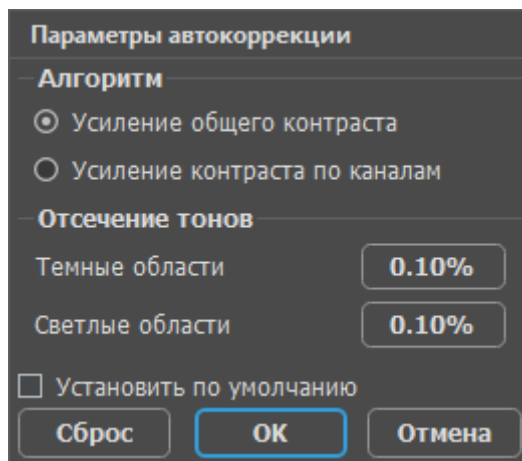 Параметры автокоррекции
Алгоритм
Усиление общего контраста
Усиление контраста по каналам
Отсечение тонов
Темные области 0.10%
Светлые области 0.10%
Установить по умолчанию
Сброс OK Отмена